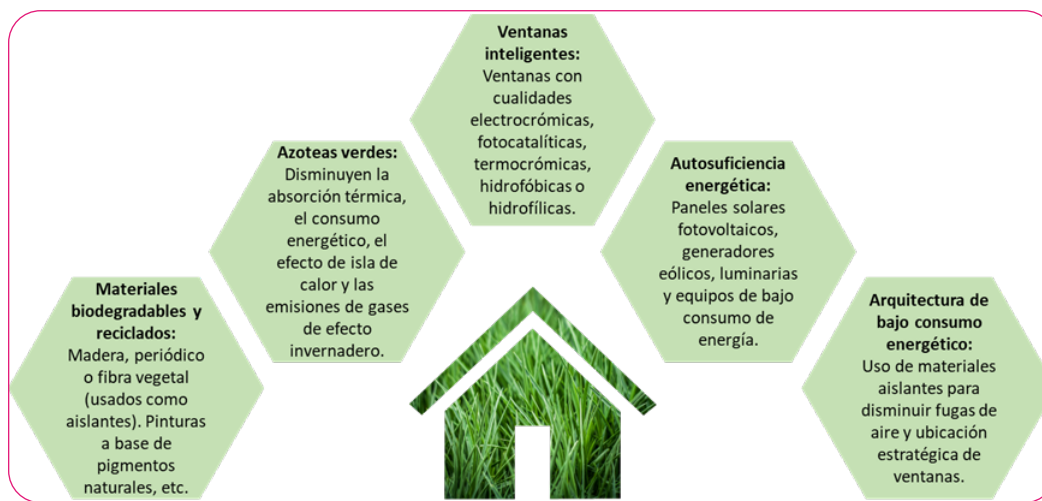 Materiales
biodegradables y
reciclados:
Madera, periódico
o fibra vegetal
(usados como
aislantes). Pinturas
a base de
pigmentos
naturales, etc.
Azoteas verdes:
Disminuyen la
absorción térmica,
el consumo
energético, el
efecto de isla de
calor y las
emisiones de gases
de efecto
invernadero.
Ventanas
inteligentes:
Ventanas con
cualidades
electrocrómicas,
fotocatalíticas,
termocrómicas,
hidrofóbicas o
hidrofílicas.
Autosuficiencia
energética:
Paneles solares
fotovoltaicos,
generadores
eólicos, luminarias
y equipos de bajo
consumo de
energía.
Arquitectura de
bajo consumo
energético:
Uso de materiales
aislantes para
disminuir fugas de
aire y ubicación
estratégica de
ventanas.